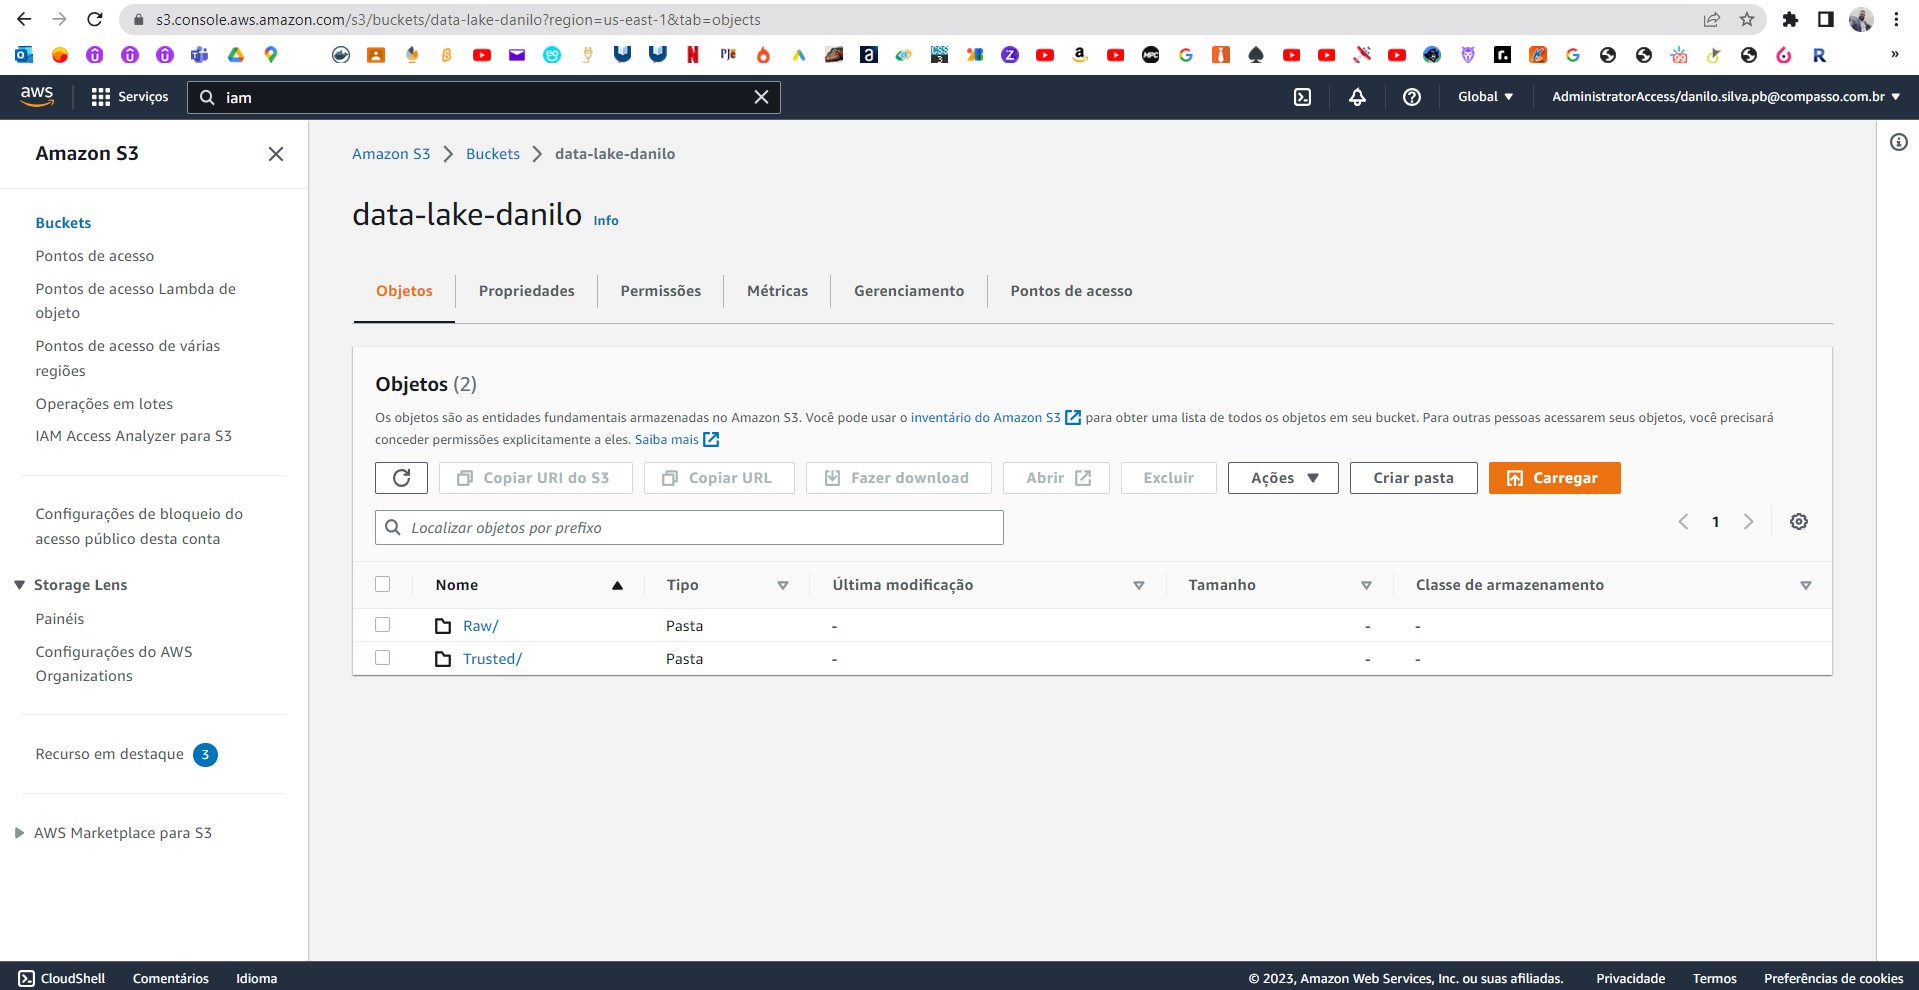 s3.console.aws.amazon.com/s3/buckets/data-lake-danilo?region=us-east-1&tab=objects
aws
Serviços
iam
Global
AdministratorAccess/danilo.silva.pb@compasso.com.br
Amazon S3
Buckets
Pontos de acesso
Pontos de acesso Lambda de
objeto
Pontos de acesso de várias
regiões
Operações em lotes
IAM Access Analyzer para S3
Configurações de bloqueio do
acesso público desta conta
Storage Lens
Painéis
Configurações do AWS
Organizations
Recurso em destaque 3
AWS Marketplace para S3
Amazon S3 Buckets data-lake-danilo
data-lake-danilo Info
Objetos Propriedades Permissões Métricas Gerenciamento Pontos de acesso
Objetos (2)
Os objetos são as entidades fundamentais armazenadas no Amazon S3. Você pode usar o inventário do Amazon S3 para obter uma lista de todos os objetos em seu bucket. Para outras pessoas acessarem seus objetos, você precisará
conceder permissões explicitamente a eles. Saiba mais
Copiar URI do S3 Copiar URL Fazer download Abrir Excluir Ações Criar pasta Carregar
Localizar objetos por prefixo
1
Nome Tipo Última modificação Tamanho Classe de armazenamento
Raw/ Pasta - - -
Trusted/ Pasta - - -
CloudShell Comentários Idioma
© 2023, Amazon Web Services, Inc. ou suas afiliadas. Privacidade Termos Preferências de cookies